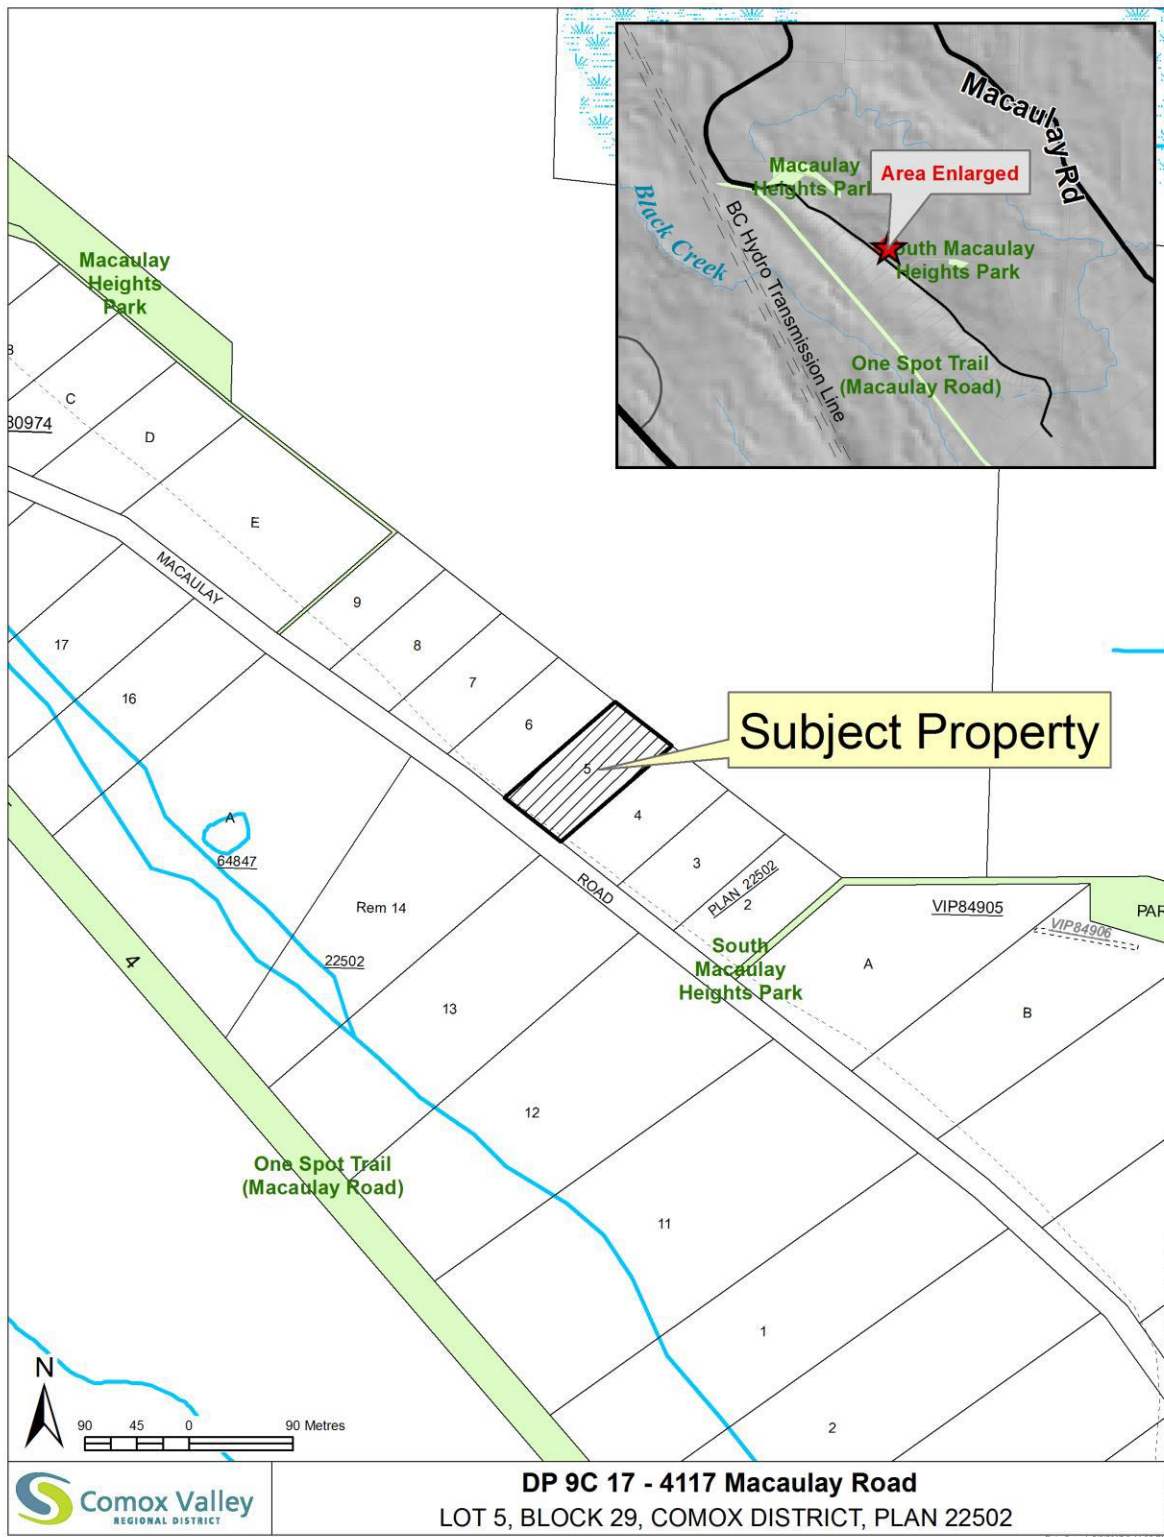 Macaulay Rd
Macaulay
Heights Park
Area Enlarged
Black Creek
BC Hydro Transmission Line
South Macaulay
Heights Park
One Spot Trail
(Macaulay Road)
Macaulay
Heights
Park
C
D
E
MACAULAY
9
8
7
6
5
Subject Property
17
16
A
64847
4
3
PLAN 22502
2
ROAD
Rem 14
22502
4
South
Macaulay
Heights Park
VIP84905
VIP84906
A
B
13
12
11
1
2
One Spot Trail
(Macaulay Road)
N
90 45 0 90 Metres
Comox Valley
REGIONAL DISTRICT
DP 9C 17 - 4117 Macaulay Road
LOT 5, BLOCK 29, COMOX DISTRICT, PLAN 22502